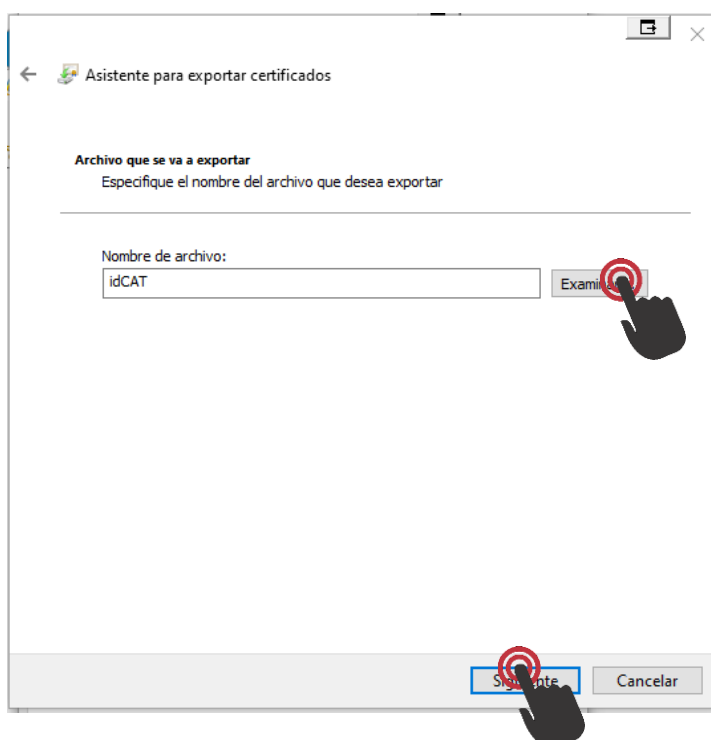 Asistente para exportar certificados
Archivo que se va a exportar
Especifique el nombre del archivo que desea exportar
Nombre de archivo:
idCAT
Cancelar